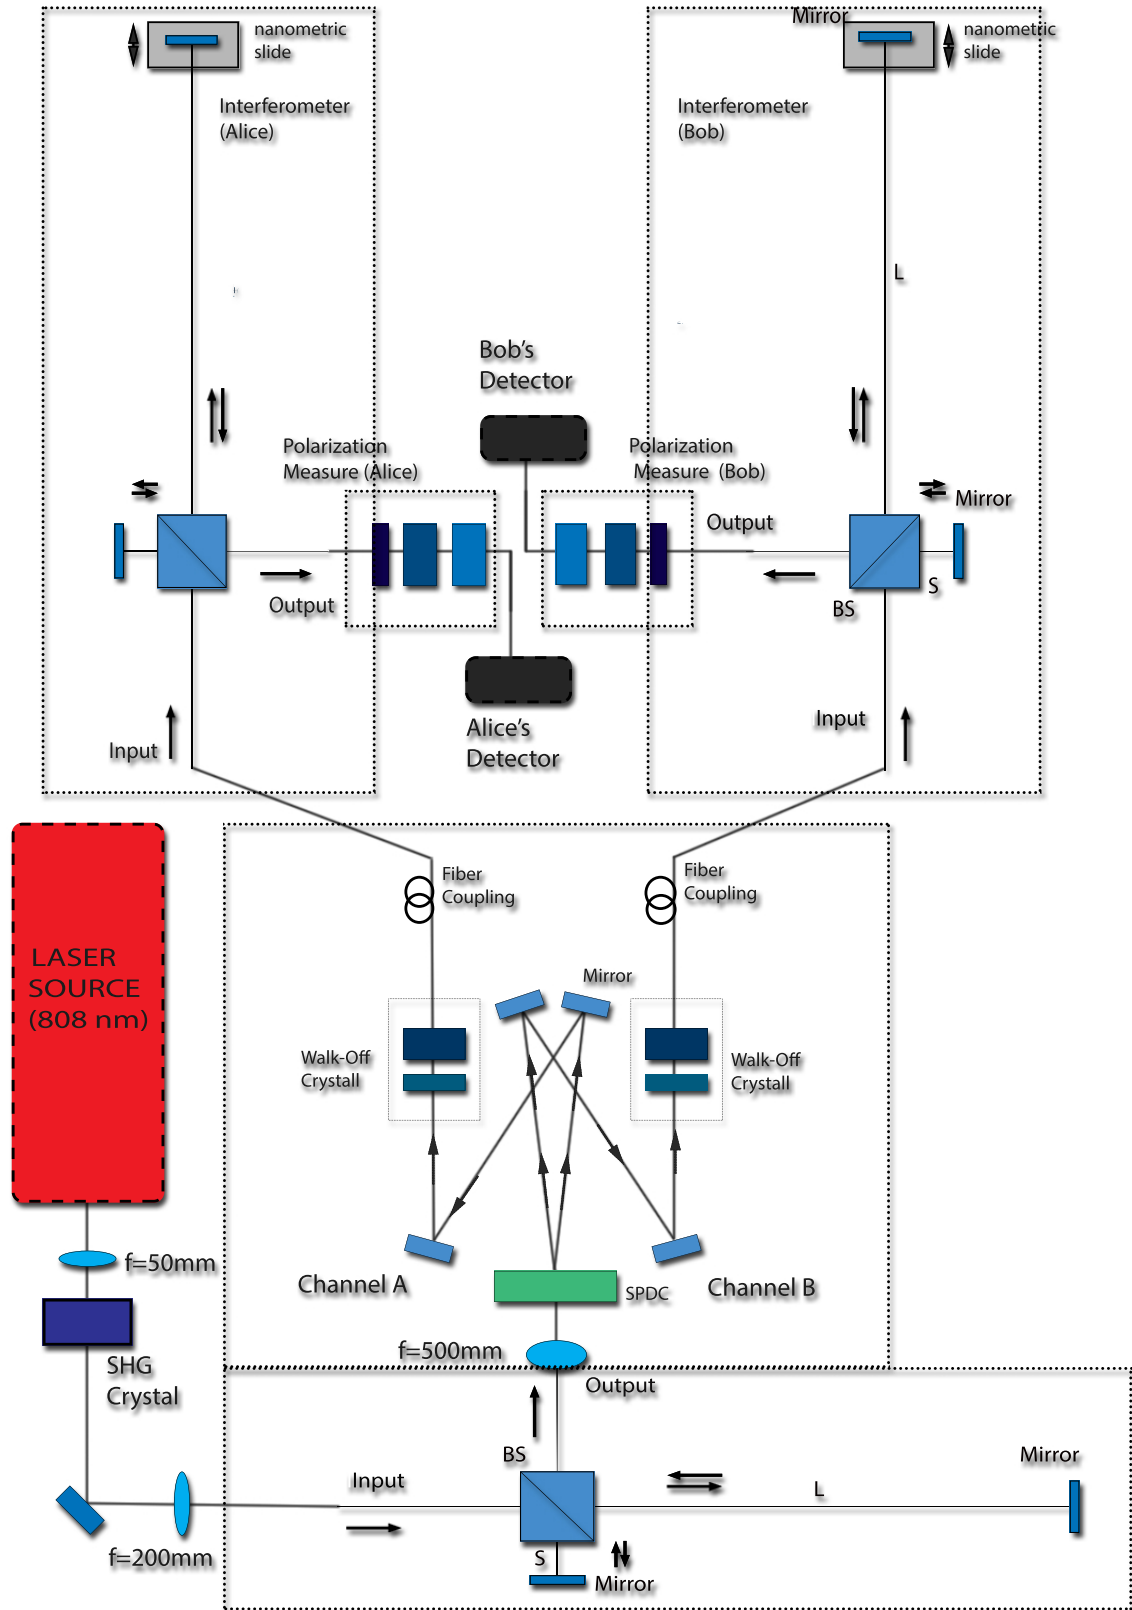 Mirror
nanometric
slide
nanometric
slide
Interferometer
(Alice)
Interferometer
(Bob)
L
Bob's
Detector
Polarization
Measure (Alice)
Polarization
Measure (Bob)
Mirror
Output
Output
BS
S
Alice's
Detector
Input
Input
Fiber
Coupling
Fiber
Coupling
LASER
SOURCE
(808 nm)
Mirror
Walk-Off
Crystall
Walk-Off
Crystall
f=50mm
Channel A
SPDC
Channel B
f=500mm
SHG
Crystal
Output
BS
Mirror
Input
L
f=200mm
S
Mirror